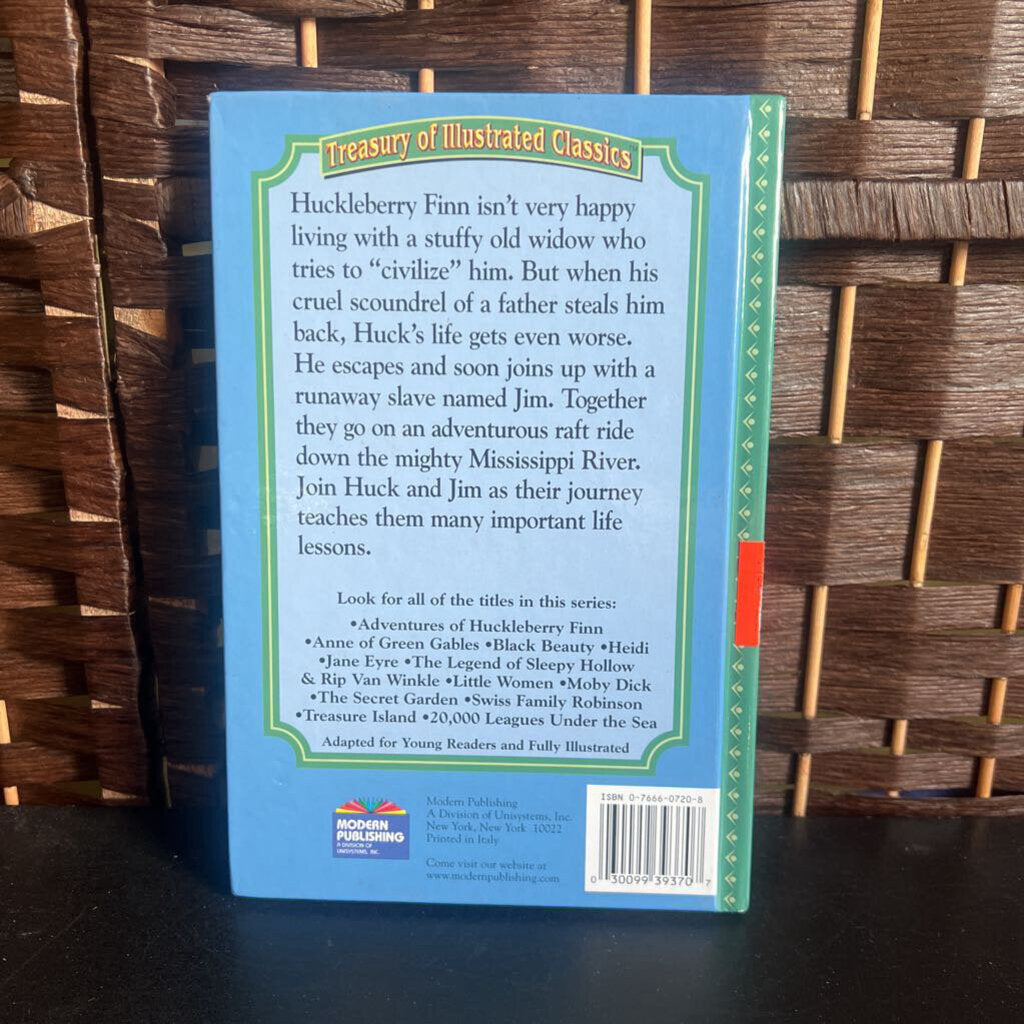 Treasury of Illustrated Classics™
Huckleberry Finn isn't very happy
living with a stuffy old widow who
tries to “civilize” him. But when his
cruel scoundrel of a father steals him
back, Huck's life gets even worse.
He escapes and soon joins up with a
runaway slave named Jim. Together
they go on an adventurous raft ride
down the mighty Mississippi River.
Join Huck and Jim as their journey
teaches them many important life
lessons.
Look for all of the titles in this series:
•Adventures of Huckleberry Finn
•Anne of Green Gables •Black Beauty •Heidi
•Jane Eyre •The Legend of Sleepy Hollow
& Rip Van Winkle •Little Women •Moby Dick
•The Secret Garden •Swiss Family Robinson
•Treasure Island •20,000 Leagues Under the Sea
Adapted for Young Readers and Fully Illustrated
MODERN
PUBLISHING
A DIVISION OF
UNISYSTEMS, INC.
Modern Publishing
A Division of Unisystems, Inc.
New York, New York 10022
Printed in Italy
Come visit our website at
www.modernpublishing.com
ISBN 0-7666-0720-8
0 30099 39370 7